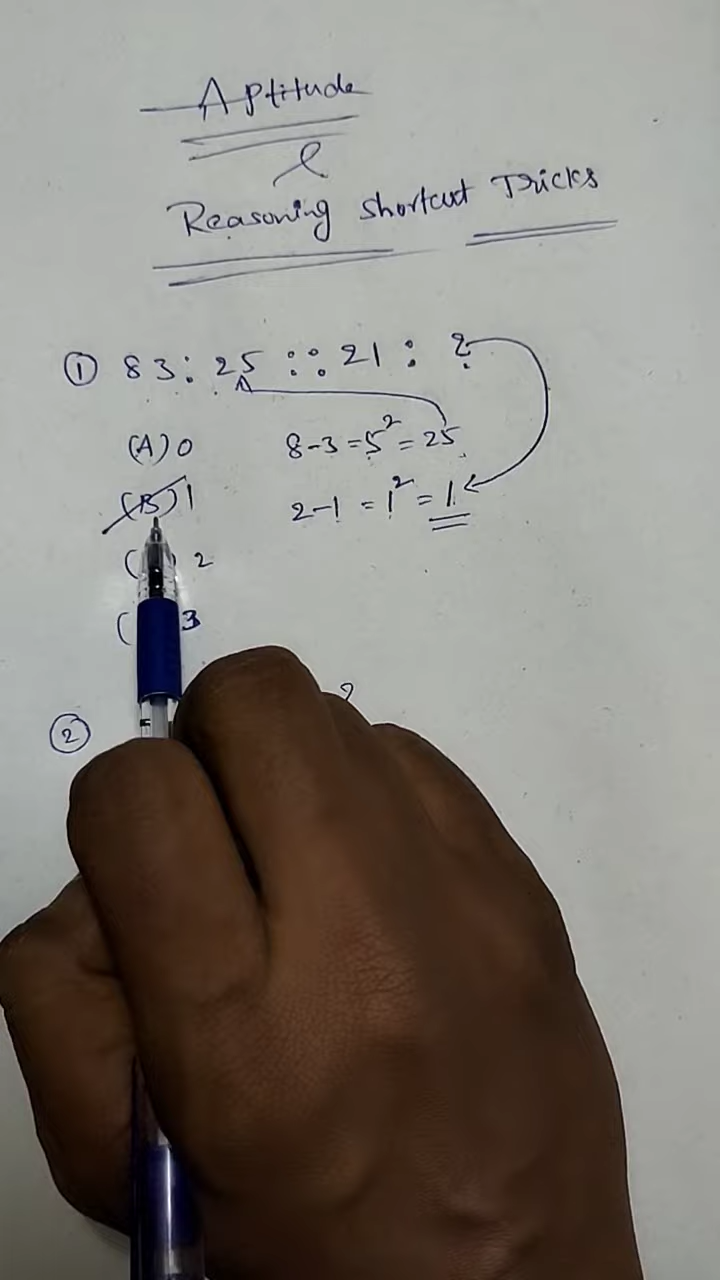 Aptitude
&
Reasoning shortcut Tricks
① 83 : 25 :: 21 : ?
(A) 0 8-3 = 5² = 25
(B) 1 2-1 = 1² = 1
( ) 2
( 3
② ?